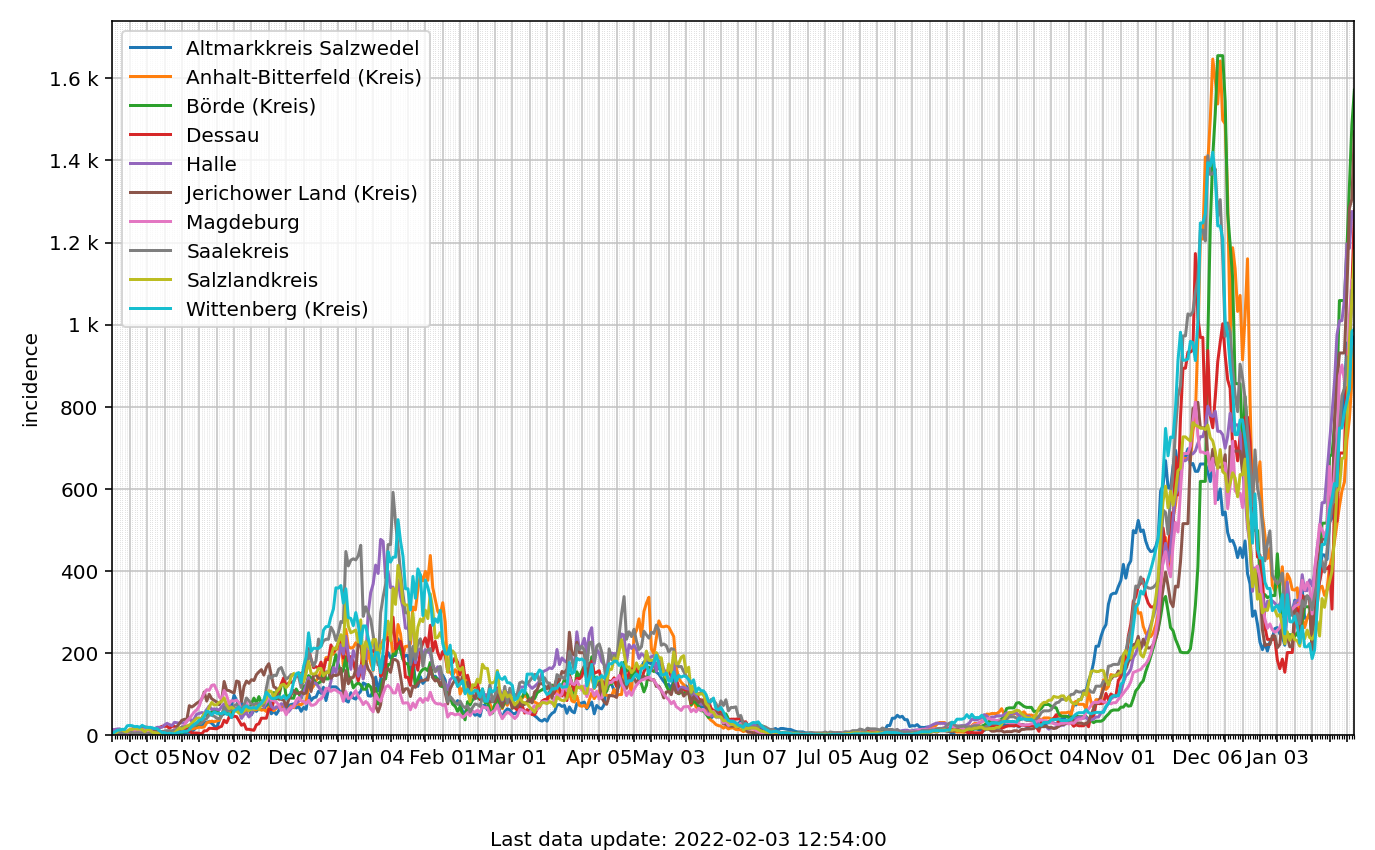 1.6 k
1.4 k
1.2 k
1 k
800
600
400
200
0
incidence
Altmarkkreis Salzwedel
Anhalt-Bitterfeld (Kreis)
Börde (Kreis)
Dessau
Halle
Jerichower Land (Kreis)
Magdeburg
Saalekreis
Salzlandkreis
Wittenberg (Kreis)
Oct 05 Nov 02 Dec 07 Jan 04 Feb 01 Mar 01 Apr 05 May 03 Jun 07 Jul 05 Aug 02 Sep 06 Oct 04 Nov 01 Dec 06 Jan 03
Last data update: 2022-02-03 12:54:00